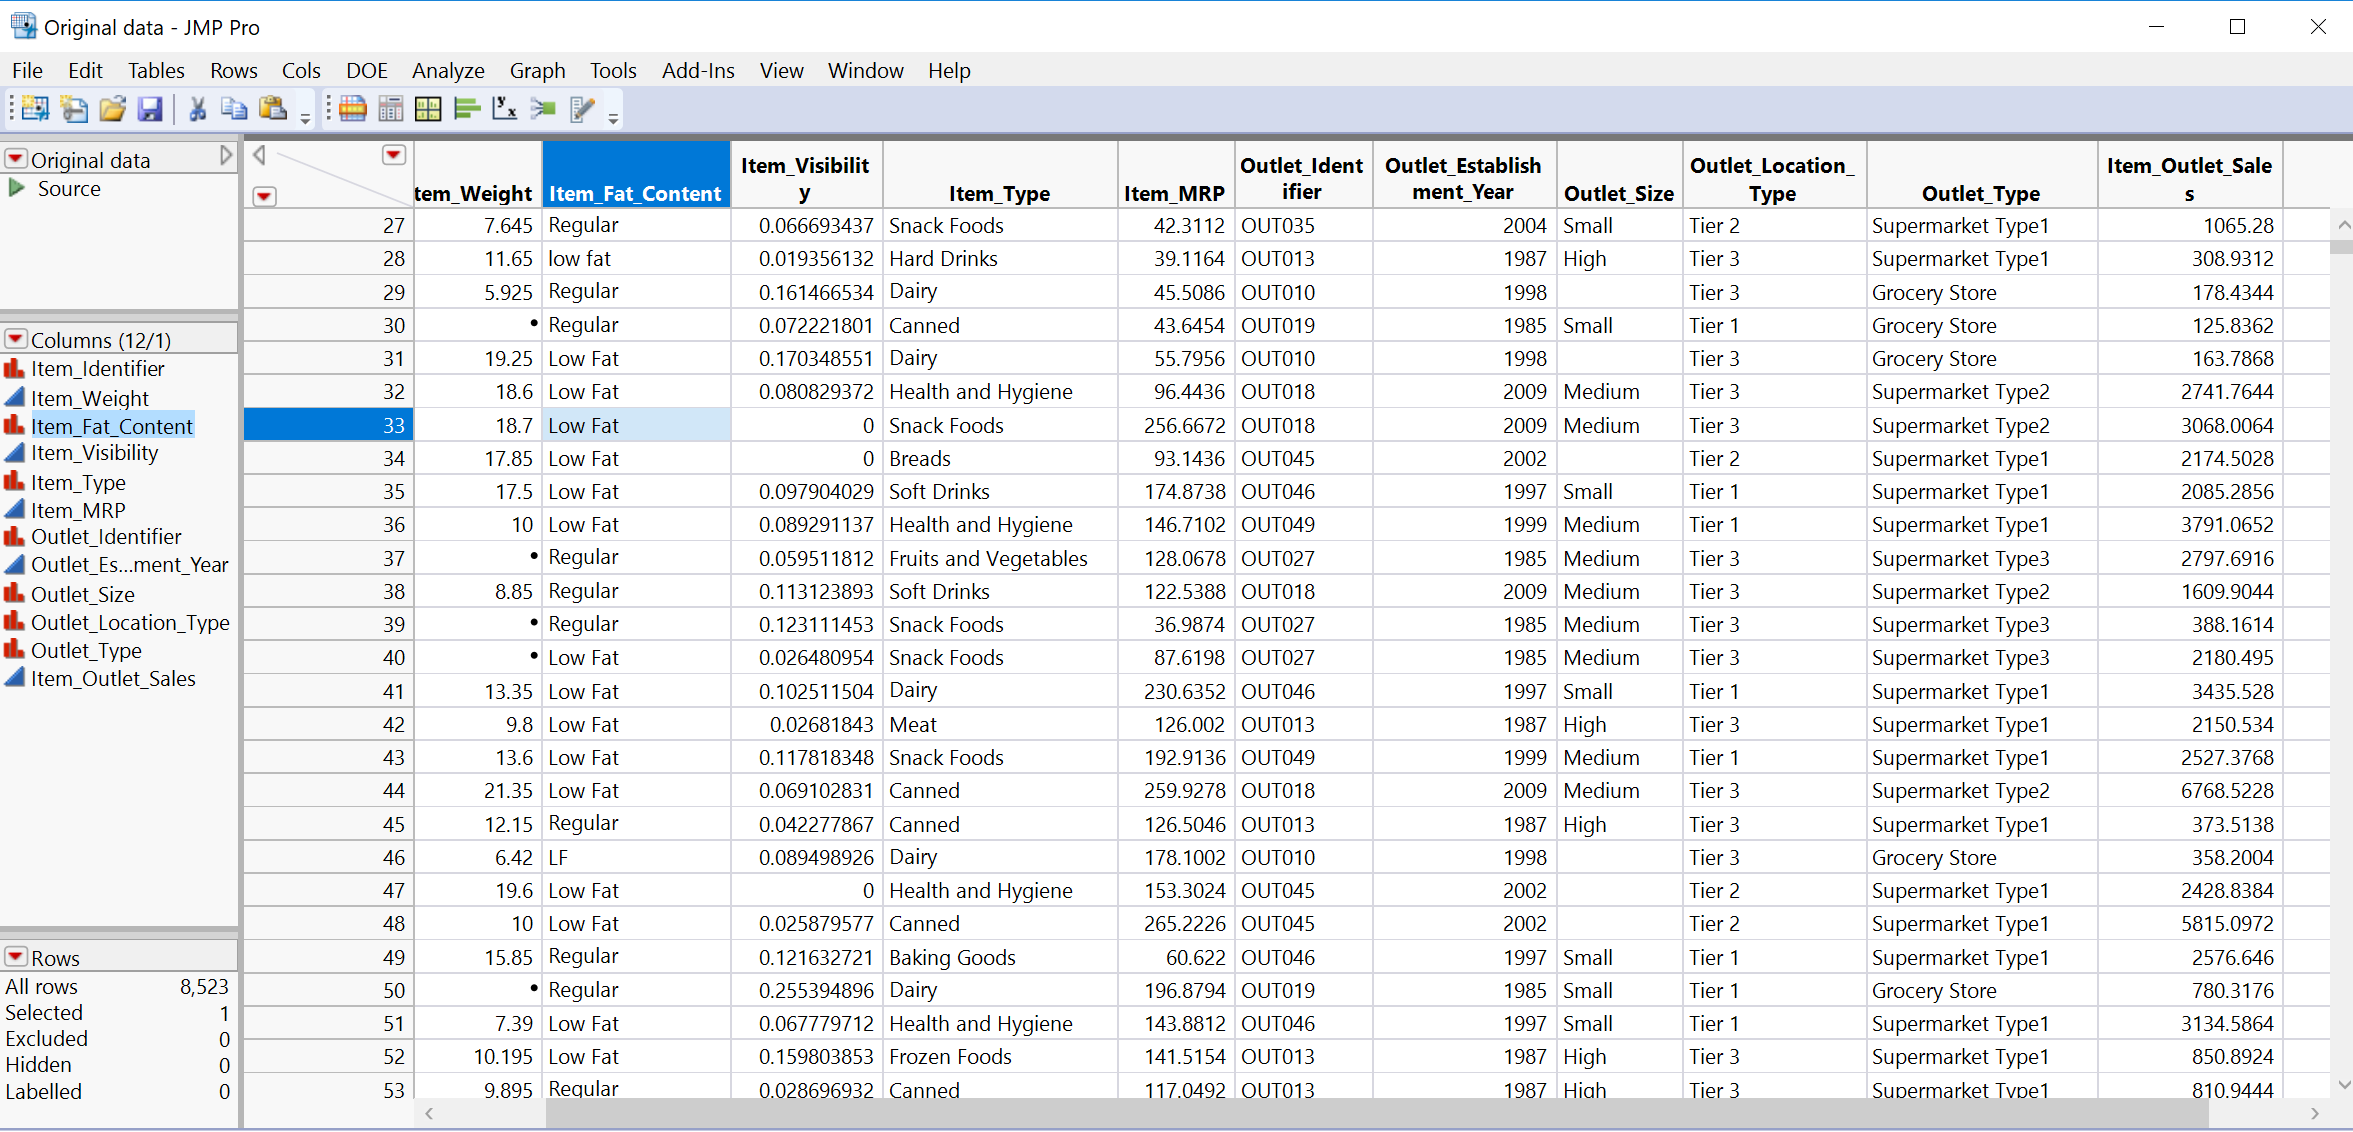 Original data - JMP Pro
File Edit Tables Rows Cols DOE Analyze Graph Tools Add-Ins View Window Help
Original data
Source
Columns (12/1)
Item_Identifier
Item_Weight
Item_Fat_Content
Item_Visibility
Item_Type
Item_MRP
Outlet_Identifier
Outlet_Es...ment_Year
Outlet_Size
Outlet_Location_Type
Outlet_Type
Item_Outlet_Sales
Rows
All rows 8,523
Selected 1
Excluded 0
Hidden 0
Labelled 0
tem_Weight Item_Fat_Content Item_Visibilit y Item_Type Item_MRP Outlet_Ident ifier Outlet_Establish ment_Year Outlet_Size Outlet_Location_ Type Outlet_Type Item_Outlet_Sale s
27 7.645 Regular 0.066693437 Snack Foods 42.3112 OUT035 2004 Small Tier 2 Supermarket Type1 1065.28
28 11.65 low fat 0.019356132 Hard Drinks 39.1164 OUT013 1987 High Tier 3 Supermarket Type1 308.9312
29 5.925 Regular 0.161466534 Dairy 45.5086 OUT010 1998 Tier 3 Grocery Store 178.4344
30 • Regular 0.072221801 Canned 43.6454 OUT019 1985 Small Tier 1 Grocery Store 125.8362
31 19.25 Low Fat 0.170348551 Dairy 55.7956 OUT010 1998 Tier 3 Grocery Store 163.7868
32 18.6 Low Fat 0.080829372 Health and Hygiene 96.4436 OUT018 2009 Medium Tier 3 Supermarket Type2 2741.7644
33 18.7 Low Fat 0 Snack Foods 256.6672 OUT018 2009 Medium Tier 3 Supermarket Type2 3068.0064
34 17.85 Low Fat 0 Breads 93.1436 OUT045 2002 Tier 2 Supermarket Type1 2174.5028
35 17.5 Low Fat 0.097904029 Soft Drinks 174.8738 OUT046 1997 Small Tier 1 Supermarket Type1 2085.2856
36 10 Low Fat 0.089291137 Health and Hygiene 146.7102 OUT049 1999 Medium Tier 1 Supermarket Type1 3791.0652
37 • Regular 0.059511812 Fruits and Vegetables 128.0678 OUT027 1985 Medium Tier 3 Supermarket Type3 2797.6916
38 8.85 Regular 0.113123893 Soft Drinks 122.5388 OUT018 2009 Medium Tier 3 Supermarket Type2 1609.9044
39 • Regular 0.123111453 Snack Foods 36.9874 OUT027 1985 Medium Tier 3 Supermarket Type3 388.1614
40 • Low Fat 0.026480954 Snack Foods 87.6198 OUT027 1985 Medium Tier 3 Supermarket Type3 2180.495
41 13.35 Low Fat 0.102511504 Dairy 230.6352 OUT046 1997 Small Tier 1 Supermarket Type1 3435.528
42 9.8 Low Fat 0.02681843 Meat 126.002 OUT013 1987 High Tier 3 Supermarket Type1 2150.534
43 13.6 Low Fat 0.117818348 Snack Foods 192.9136 OUT049 1999 Medium Tier 1 Supermarket Type1 2527.3768
44 21.35 Low Fat 0.069102831 Canned 259.9278 OUT018 2009 Medium Tier 3 Supermarket Type2 6768.5228
45 12.15 Regular 0.042277867 Canned 126.5046 OUT013 1987 High Tier 3 Supermarket Type1 373.5138
46 6.42 LF 0.089498926 Dairy 178.1002 OUT010 1998 Tier 3 Grocery Store 358.2004
47 19.6 Low Fat 0 Health and Hygiene 153.3024 OUT045 2002 Tier 2 Supermarket Type1 2428.8384
48 10 Low Fat 0.025879577 Canned 265.2226 OUT045 2002 Tier 2 Supermarket Type1 5815.0972
49 15.85 Regular 0.121632721 Baking Goods 60.622 OUT046 1997 Small Tier 1 Supermarket Type1 2576.646
50 • Regular 0.255394896 Dairy 196.8794 OUT019 1985 Small Tier 1 Grocery Store 780.3176
51 7.39 Low Fat 0.067779712 Health and Hygiene 143.8812 OUT046 1997 Small Tier 1 Supermarket Type1 3134.5864
52 10.195 Low Fat 0.159803853 Frozen Foods 141.5154 OUT013 1987 High Tier 3 Supermarket Type1 850.8924
53 9.895 Regular 0.028696932 Canned 117.0492 OUT013 1987 High Tier 3 Supermarket Type1 810.9444